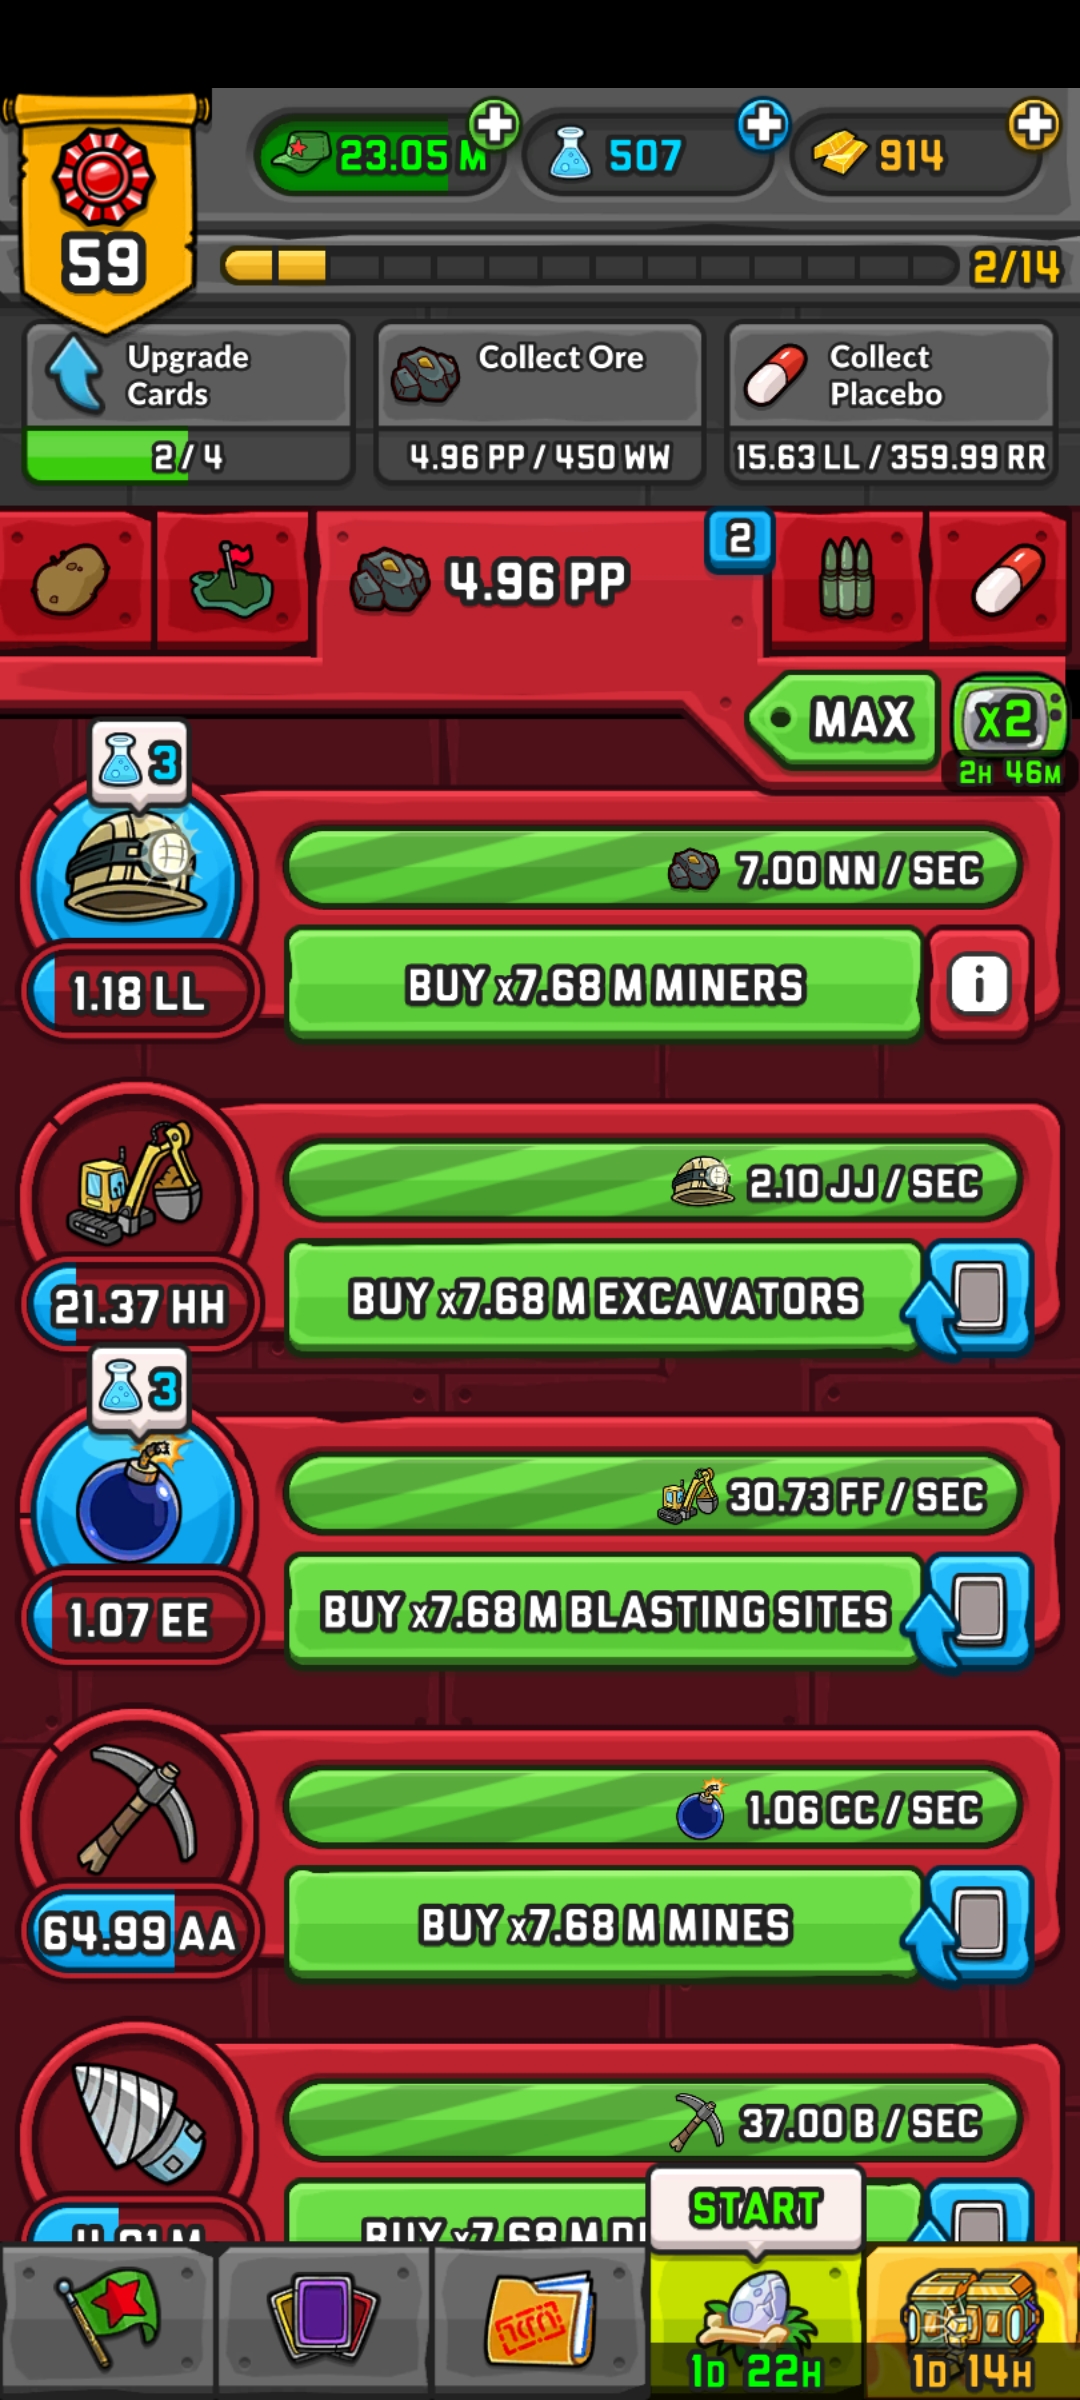 23.05 M
507
914
59
2/14
Upgrade
Cards
2/4
Collect Ore
4.96 PP / 450 WW
Collect
Placebo
15.63 LL / 359.99 RR
4.96 PP
2
MAX
x2
2H 46M
3
7.00 NN / SEC
1.18 LL
BUY x7.68 M MINERS
i
2.10 JJ / SEC
21.37 HH
BUY x7.68 M EXCAVATORS
3
30.73 FF / SEC
1.07 EE
BUY x7.68 M BLASTING SITES
1.06 CC / SEC
64.99 AA
BUY x7.68 M MINES
37.00 B / SEC
BUY x7.68 M
START
1D 22H
1D 14H